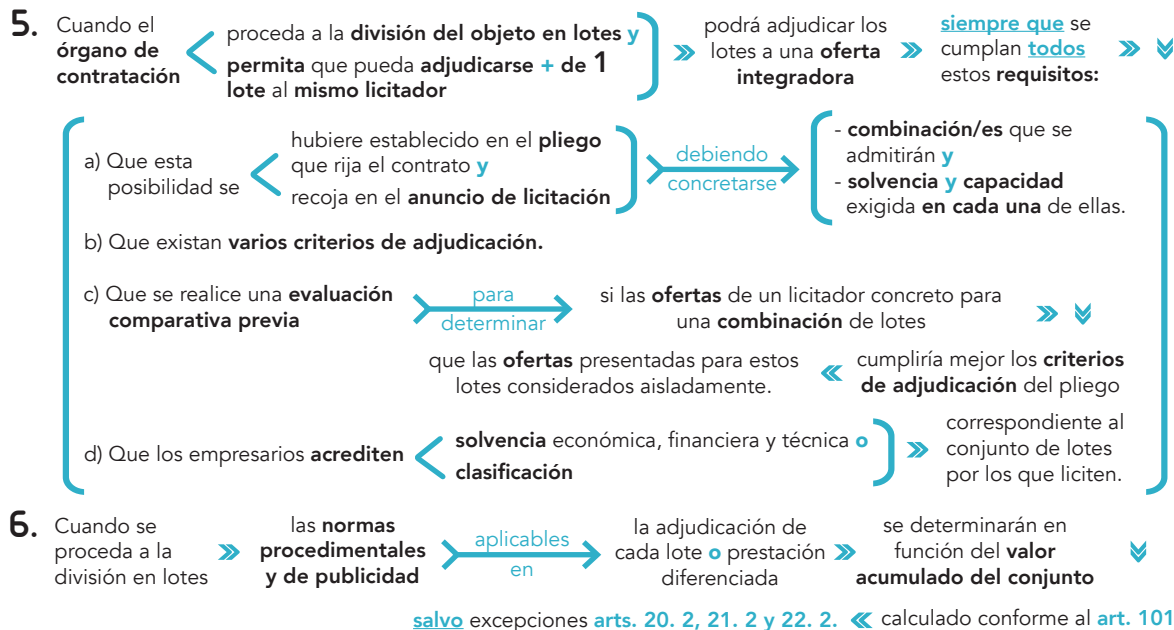 5. Cuando el
órgano de
contratación
proceda a la división del objeto en lotes y
permita que pueda adjudicarse + de 1
lote al mismo licitador
podrá adjudicar los
lotes a una oferta
integradora
siempre que se
cumplan todos
estos requisitos:
a) Que esta
posibilidad se
hubiere establecido en el pliego
que rija el contrato y
recoja en el anuncio de licitación
debiendo
concretarse
- combinación/es que se
admitirán y
- solvencia y capacidad
exigida en cada una de ellas.
b) Que existan varios criterios de adjudicación.
c) Que se realice una evaluación
comparativa previa
para
determinar
si las ofertas de un licitador concreto para
una combinación de lotes
cumpliría mejor los criterios
de adjudicación del pliego
que las ofertas presentadas para estos
lotes considerados aisladamente.
d) Que los empresarios acrediten
solvencia económica, financiera y técnica o
clasificación
correspondiente al
conjunto de lotes
por los que liciten.
6. Cuando se
proceda a la
división en lotes
las normas
procedimentales
y de publicidad
aplicables
en
la adjudicación de
cada lote o prestación
diferenciada
se determinarán en
función del valor
acumulado del conjunto
calculado conforme al art. 101
salvo excepciones arts. 20. 2, 21. 2 y 22. 2.